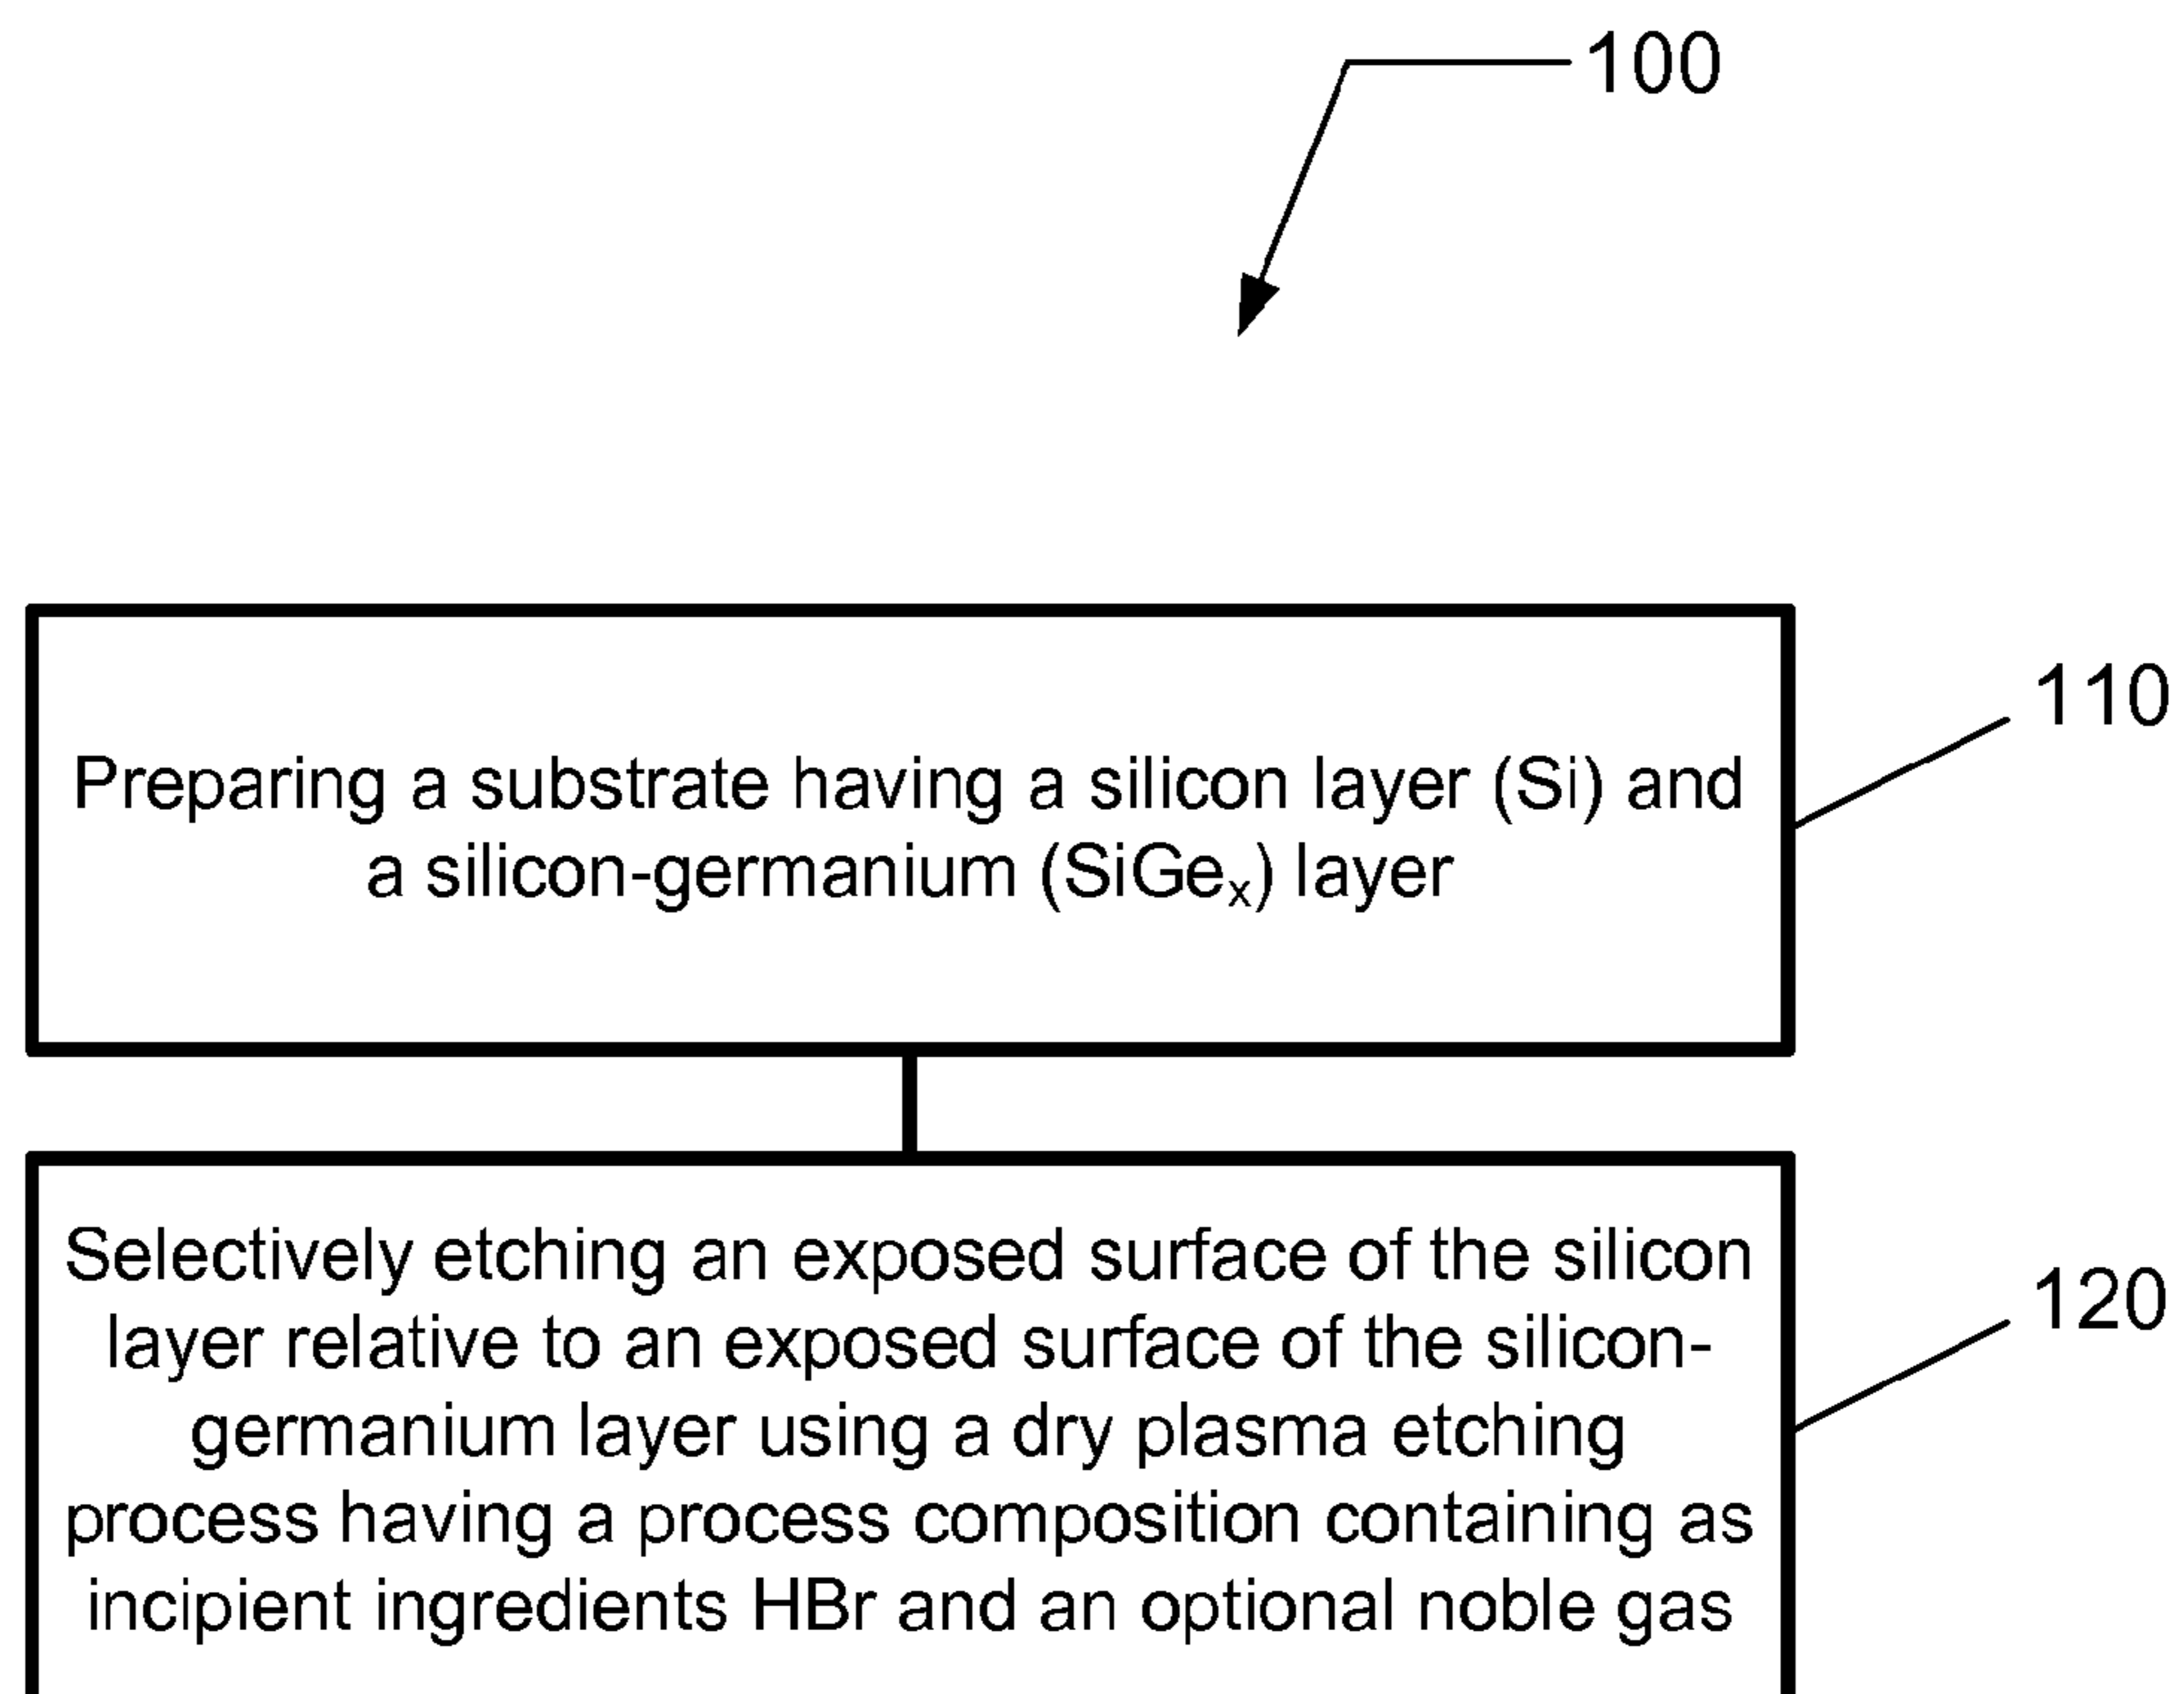 100
110
Preparing a substrate having a silicon layer (Si) and
a silicon-germanium (SiGeₓ) layer
Selectively etching an exposed surface of the silicon
120
layer relative to an exposed surface of the silicon-
germanium layer using a dry plasma etching
process having a process composition containing as
incipient ingredients HBr and an optional noble gas